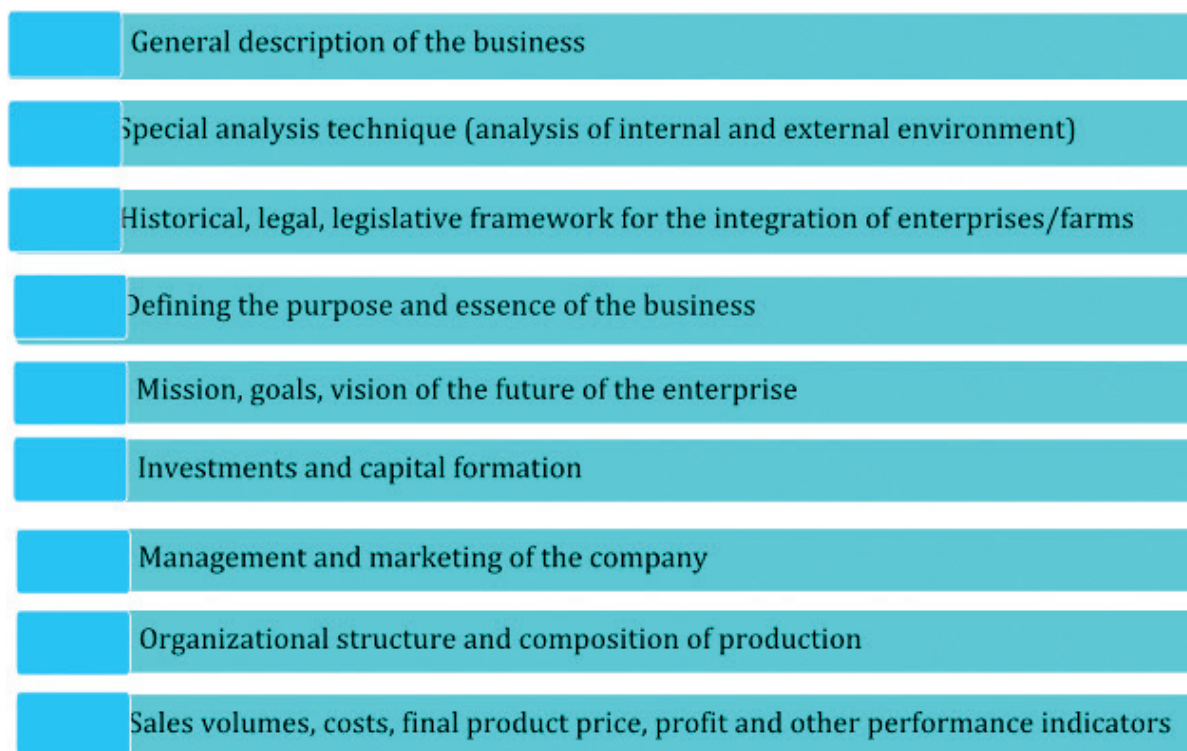 General description of the business
Special analysis technique (analysis of internal and external environment)
Historical, legal, legislative framework for the integration of enterprises/farms
Defining the purpose and essence of the business
Mission, goals, vision of the future of the enterprise
Investments and capital formation
Management and marketing of the company
Organizational structure and composition of production
Sales volumes, costs, final product price, profit and other performance indicators